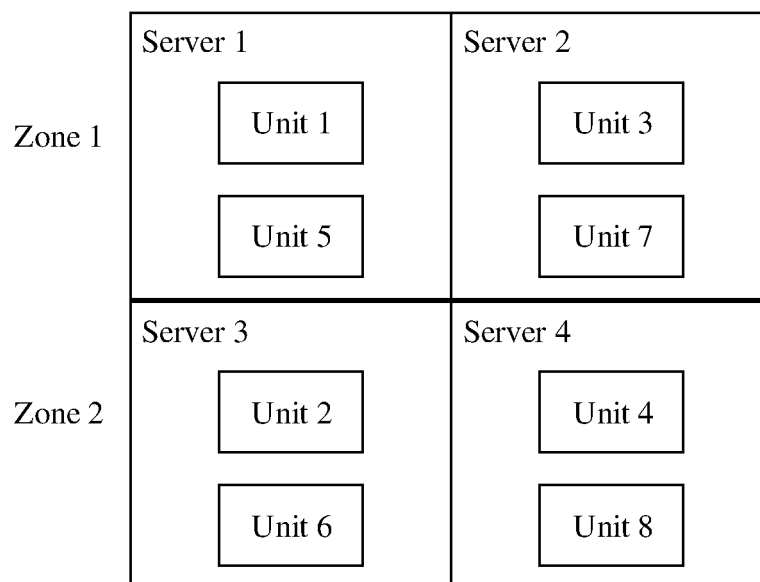 Server 1
Server 2
Zone 1
Unit 1
Unit 3
Unit 5
Unit 7
Server 3
Server 4
Zone 2
Unit 2
Unit 4
Unit 6
Unit 8